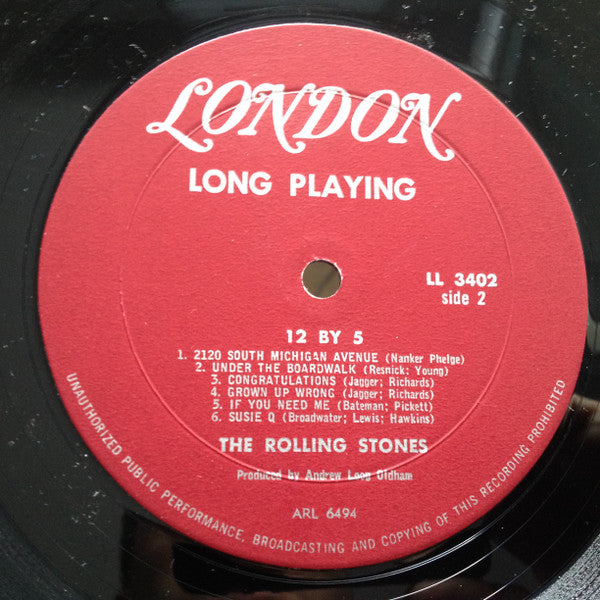 LONDON
LONG PLAYING
LL 3402
side 2
12 BY 5
1. 2120 SOUTH MICHIGAN AVENUE (Nanker Phelge)
2. UNDER THE BOARDWALK (Resnick; Young)
3. CONGRATULATIONS (Jagger; Richards)
4. GROWN UP WRONG (Jagger; Richards)
5. IF YOU NEED ME (Bateman; Pickett)
6. SUSIE Q (Broadwater; Lewis; Hawkins)
THE ROLLING STONES
Produced by Andrew Loog Oldham
ARL 6494
UNAUTHORIZED PUBLIC PERFORMANCE, BROADCASTING AND COPYING OF THIS RECORDING PROHIBITED